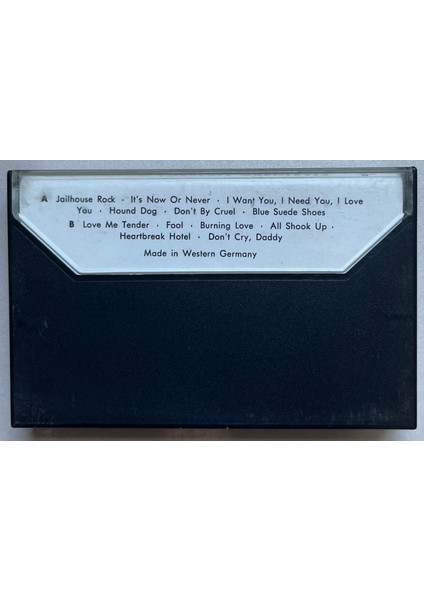 A Jailhouse Rock · It's Now Or Never · I Want You, I Need You, I Love
You · Hound Dog · Don't By Cruel · Blue Suede Shoes
B Love Me Tender · Fool · Burning Love · All Shook Up ·
Heartbreak Hotel · Don't Cry, Daddy
Made in Western Germany